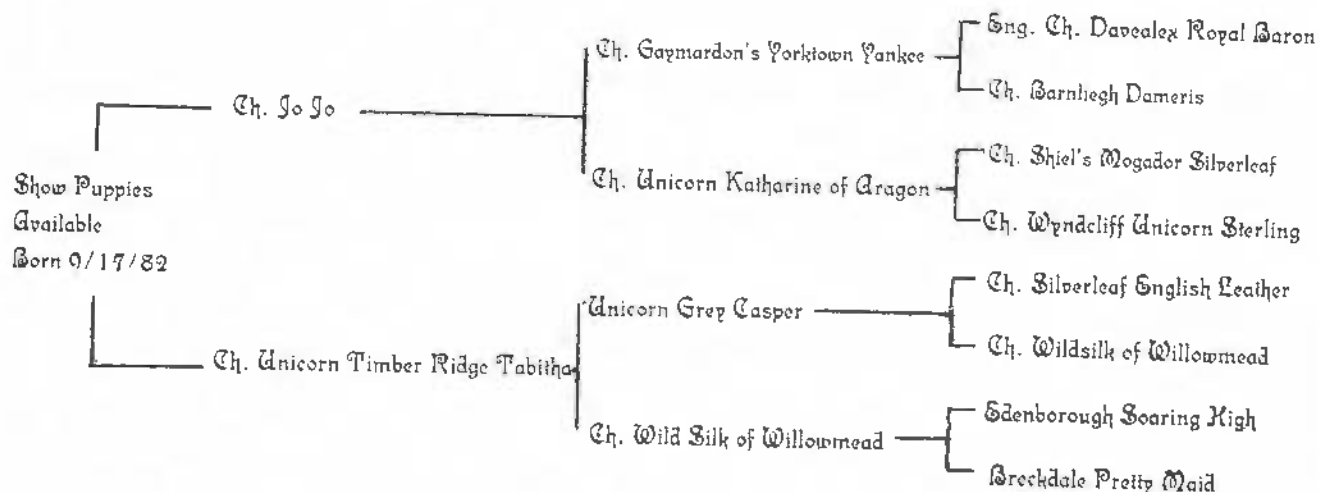 Eng. Ch. Davealex Royal Baron
Ch. Gaymardon's Yorktown Yankee
Ch. Barnhegh Dameris
Ch. Jo Jo
Ch. Shiel's Mogador Silverleaf
Show Puppies
Available
Born 9/17/82
Ch. Unicorn Katharine of Aragon
Ch. Wyndcliff Unicorn Sterling
Ch. Silverleaf English Leather
Unicorn Grey Casper
Ch. Wildsilk of Willowmead
Ch. Unicorn Timber Ridge Tabitha
Edenborough Soaring High
Ch. Wild Silk of Willowmead
Breckdale Pretty Maid